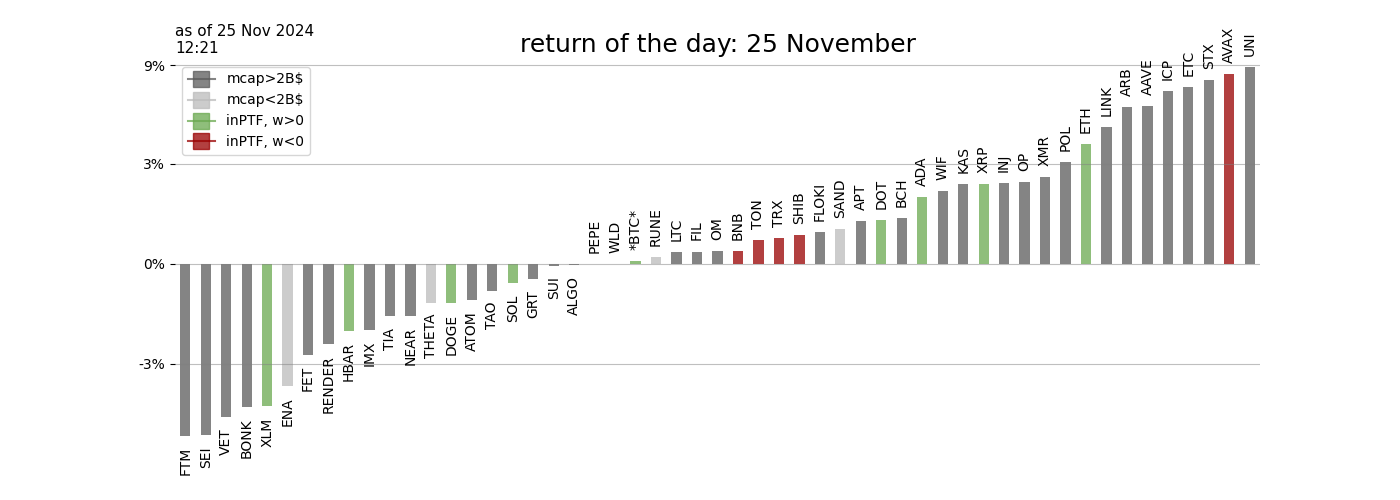 as of 25 Nov 2024
12:21
return of the day: 25 November
9%
3%
0%
-3%
mcap>2B$
mcap<2B$
inPTF, w>0
inPTF, w<0
FTM
SEI
VET
BONK
XLM
ENA
FET
RENDER
HBAR
IMX
TIA
NEAR
THETA
DOGE
ATOM
TAO
SOL
GRT
SUI
ALGO
PEPE
WLD
*BTC*
RUNE
LTC
FIL
OM
BNB
TON
TRX
SHIB
FLOKI
SAND
APT
DOT
BCH
ADA
WIF
KAS
XRP
INJ
OP
XMR
POL
ETH
LINK
ARB
AAVE
ICP
ETC
STX
AVAX
UNI